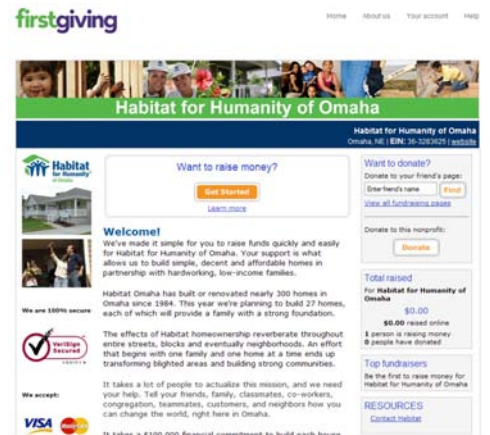 firstgiving
Home About us Your account Help
Habitat for Humanity of Omaha
Habitat for Humanity of Omaha
Omaha, NE | EIN: 36-3283625 | website
Habitat
for Humanity
of Omaha
We are 100% secure
VeriSign
Secured
We accept:
VISA MasterCard
Want to raise money?
Get Started
Learn more
Welcome!
We've made it simple for you to raise funds quickly and easily
for Habitat for Humanity of Omaha. Your support is what
allows us to build simple, decent and affordable homes in
partnership with hardworking, low-income families.
Habitat Omaha has built or renovated nearly 300 homes in
Omaha since 1984. This year we're planning to build 27 homes,
each of which will provide a family with a strong foundation.
The effects of Habitat homeownership reverberate throughout
entire streets, blocks and eventually neighborhoods. An effort
that begins with one family and one home at a time ends up
transforming blighted areas and building strong communities.
It takes a lot of people to actualize this mission, and we need
your help. Tell your friends, family, classmates, co-workers,
congregation, teammates, customers, and neighbors how you
can change the world, right here in Omaha.
It takes a $100,000 financial commitment to build each house
Want to donate?
Donate to your friend's page:
Enter friend's name Find
View all fundraising pages
Donate to this nonprofit:
Donate
Total raised
For Habitat for Humanity of
Omaha
$0.00
$0.00 raised online
1 person is raising money
0 people have donated
Top fundraisers
Be the first to raise money for
Habitat for Humanity of Omaha
RESOURCES
Contact Habitat